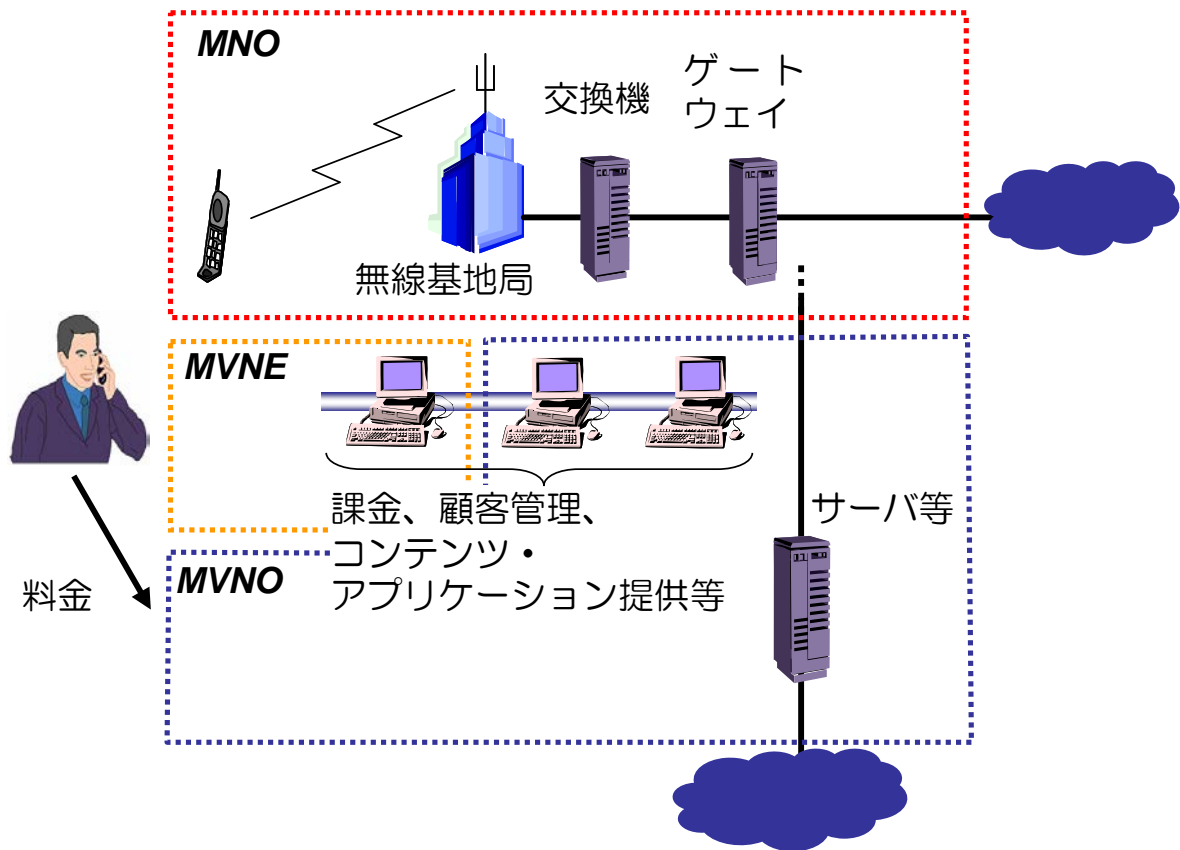 MNO
交換機
ゲート
ウェイ
無線基地局
MVNE
課金、顧客管理、
コンテンツ・
アプリケーション提供等
サーバ等
MVNO
料金